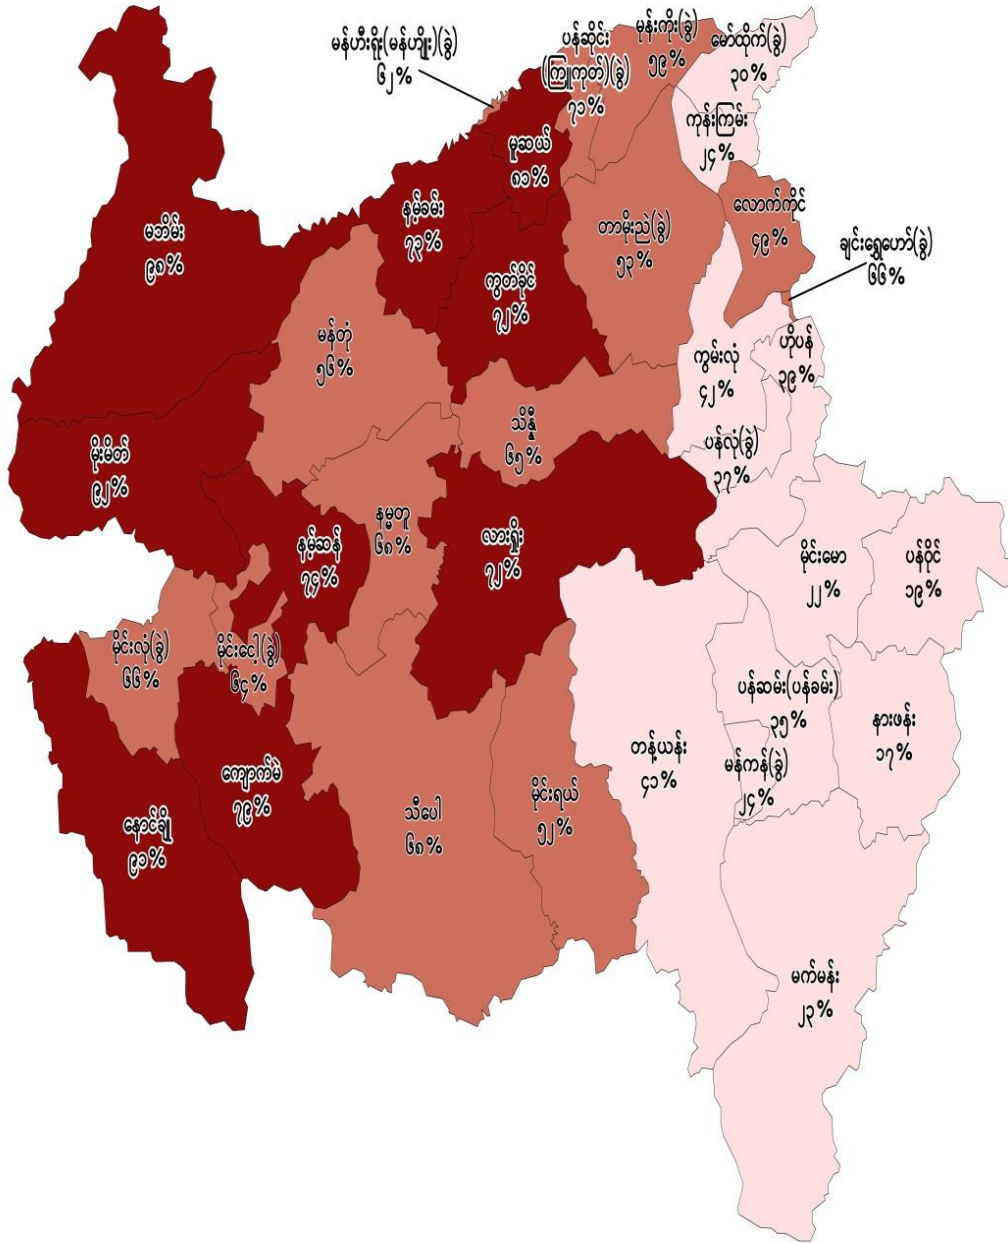 မန်ဟီးရိုး(မန်ဟျိုး)(ခွဲ)
၆၂%
ပန်ဆိုင်း
(ကြူကုတ်)(ခွဲ)
၇၁%
မုန်းကိုး(ခွဲ)
၅၉%
မော်ထိုက်(ခွဲ)
၃၀%
ကုန်းကြမ်း
၂၄%
မူဆယ်
၈၁%
မဘိမ်း
၉၈%
နမ့်ခမ်း
၇၃%
တာမိုးညဲ(ခွဲ)
၅၃%
လောက်ကိုင်
၄၉%
ချင်းရွှေဟော်(ခွဲ)
၆၆%
ကွတ်ခိုင်
၇၂%
မန်တုံ
၅၆%
ကွမ်းလုံ
၄၂%
ဟိုပန်
၃၉%
သိန္နီ
၆၅%
မိုးမိတ်
၉၂%
ပန်လုံ(ခွဲ)
၃၇%
နမ္မတူ
၆၈%
နမ့်ဆန်
၇၄%
လားရှိုး
၇၂%
မိုင်းမော
၂၂%
ပန်ဝိုင်
၁၉%
မိုင်းလုံ(ခွဲ)
၆၆%
မိုင်းငေါ့(ခွဲ)
၆၄%
ပန်ဆမ်း(ပန်ခမ်း)
၃၅%
နားဖန်း
၁၇%
တန့်ယန်း
၄၁%
မန်ကန်(ခွဲ)
၂၄%
ကျောက်မဲ
၇၉%
သီပေါ
၆၈%
မိုင်းရယ်
၅၂%
နောင်ချို
၉၁%
မက်မန်း
၂၃%